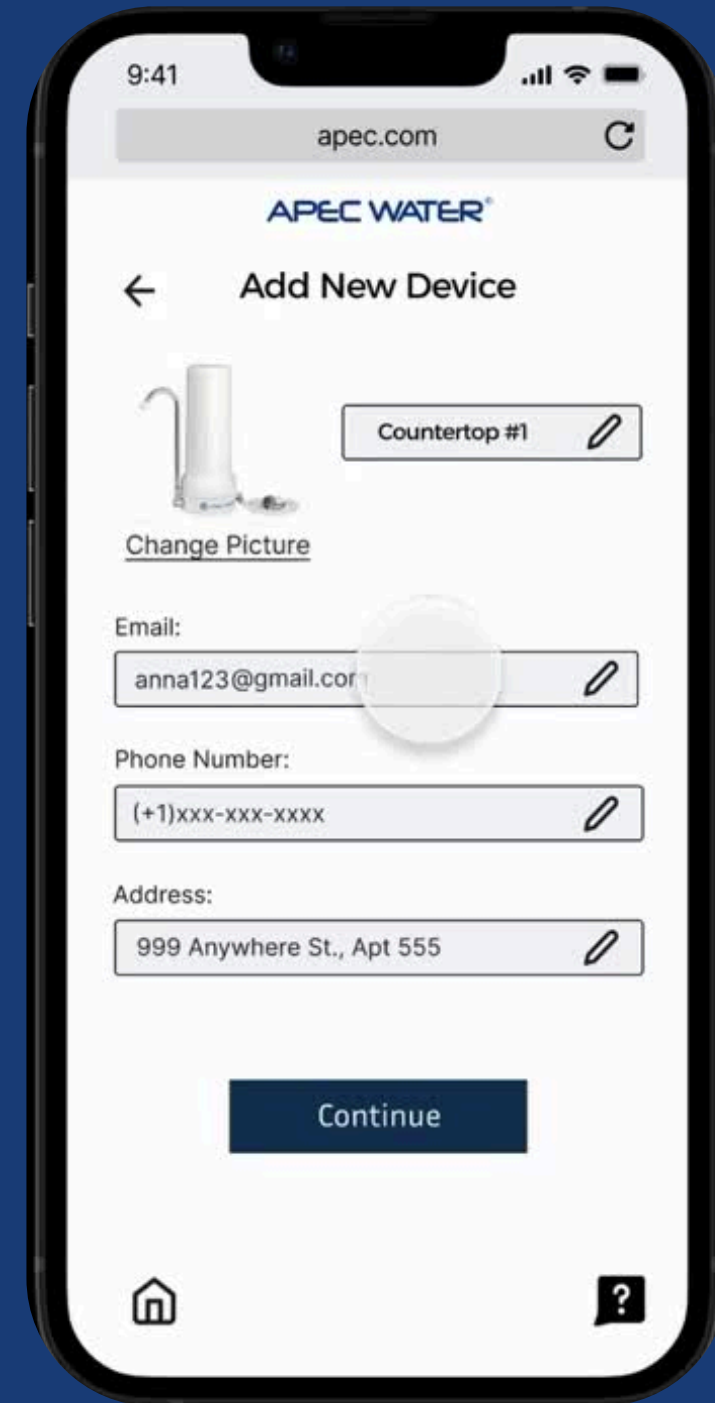 9:41
apec.com
APEC WATER®
Add New Device
Countertop #1
Change Picture
Email:
anna123@gmail.com
Phone Number:
(+1)xxx-xxx-xxxx
Address:
999 Anywhere St., Apt 555
Continue
?